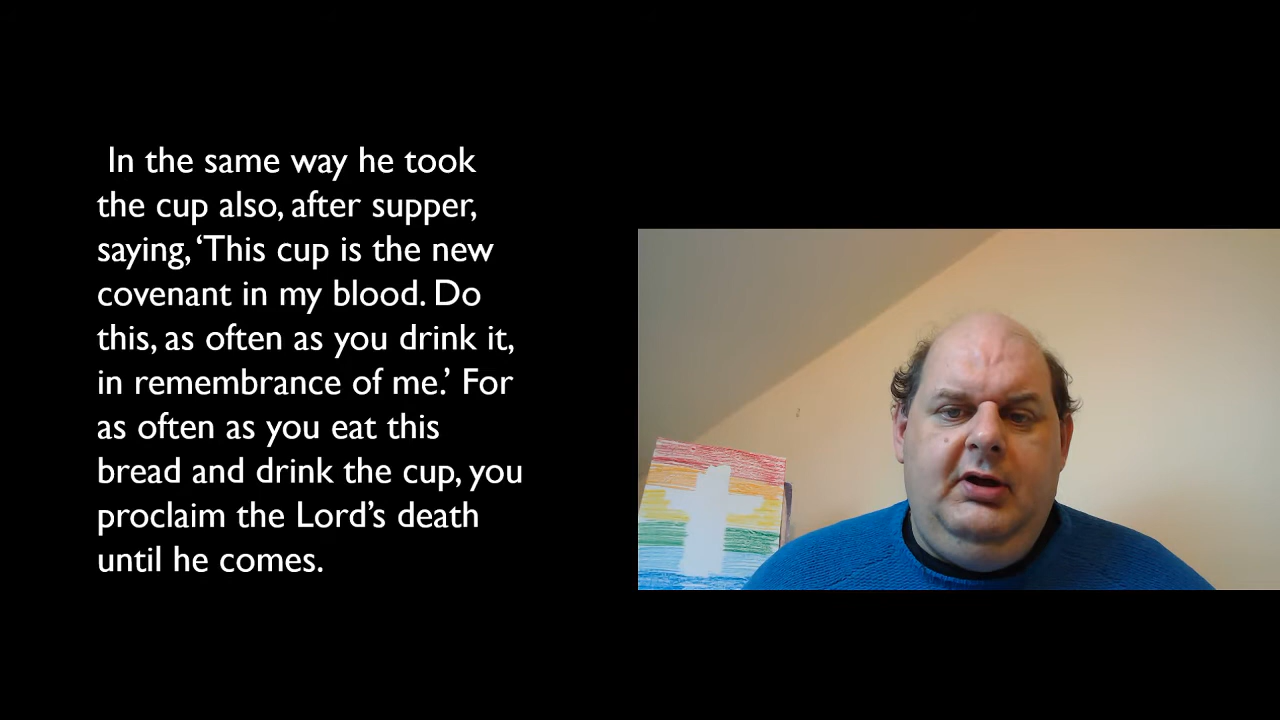 In the same way he took
the cup also, after supper,
saying, ‘This cup is the new
covenant in my blood. Do
this, as often as you drink it,
in remembrance of me.’ For
as often as you eat this
bread and drink the cup, you
proclaim the Lord’s death
until he comes.